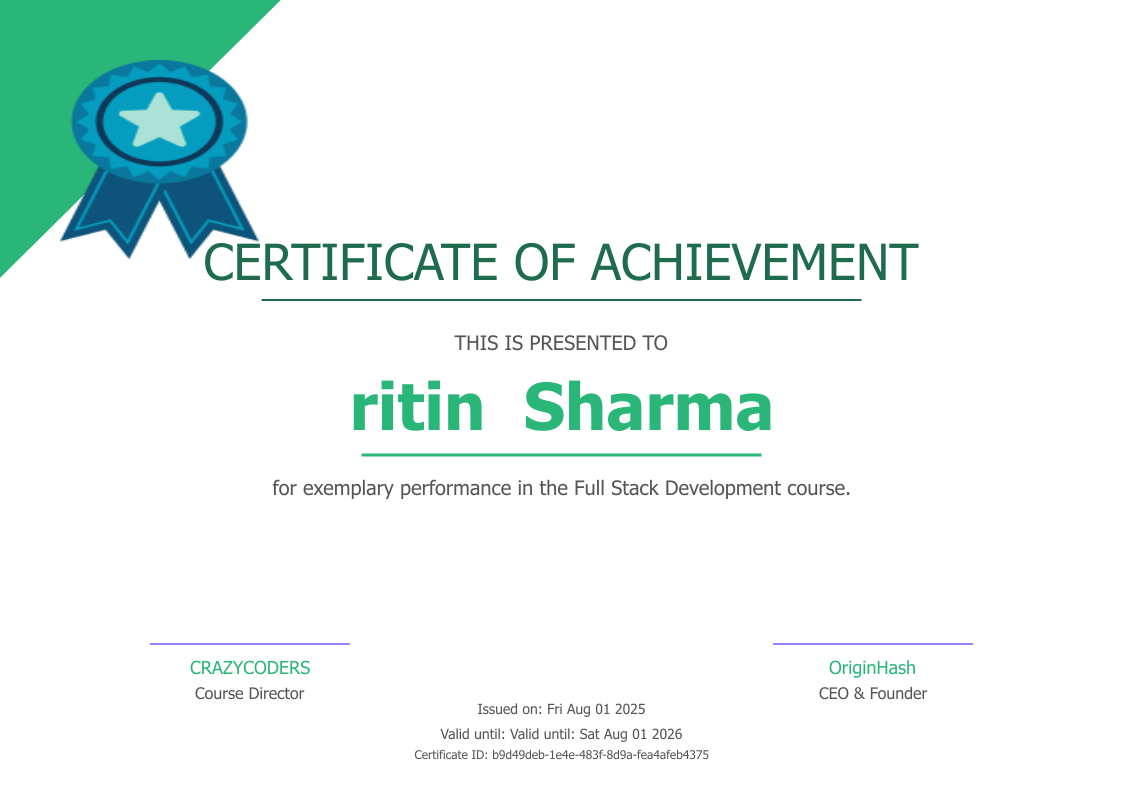 CERTIFICATE OF ACHIEVEMENT
THIS IS PRESENTED TO
ritin Sharma
for exemplary performance in the Full Stack Development course.
CRAZYCODERS
Course Director
OriginHash
CEO & Founder
Issued on: Fri Aug 01 2025
Valid until: Valid until: Sat Aug 01 2026
Certificate ID: b9d49deb-1e4e-483f-8d9a-fea4afeb4375